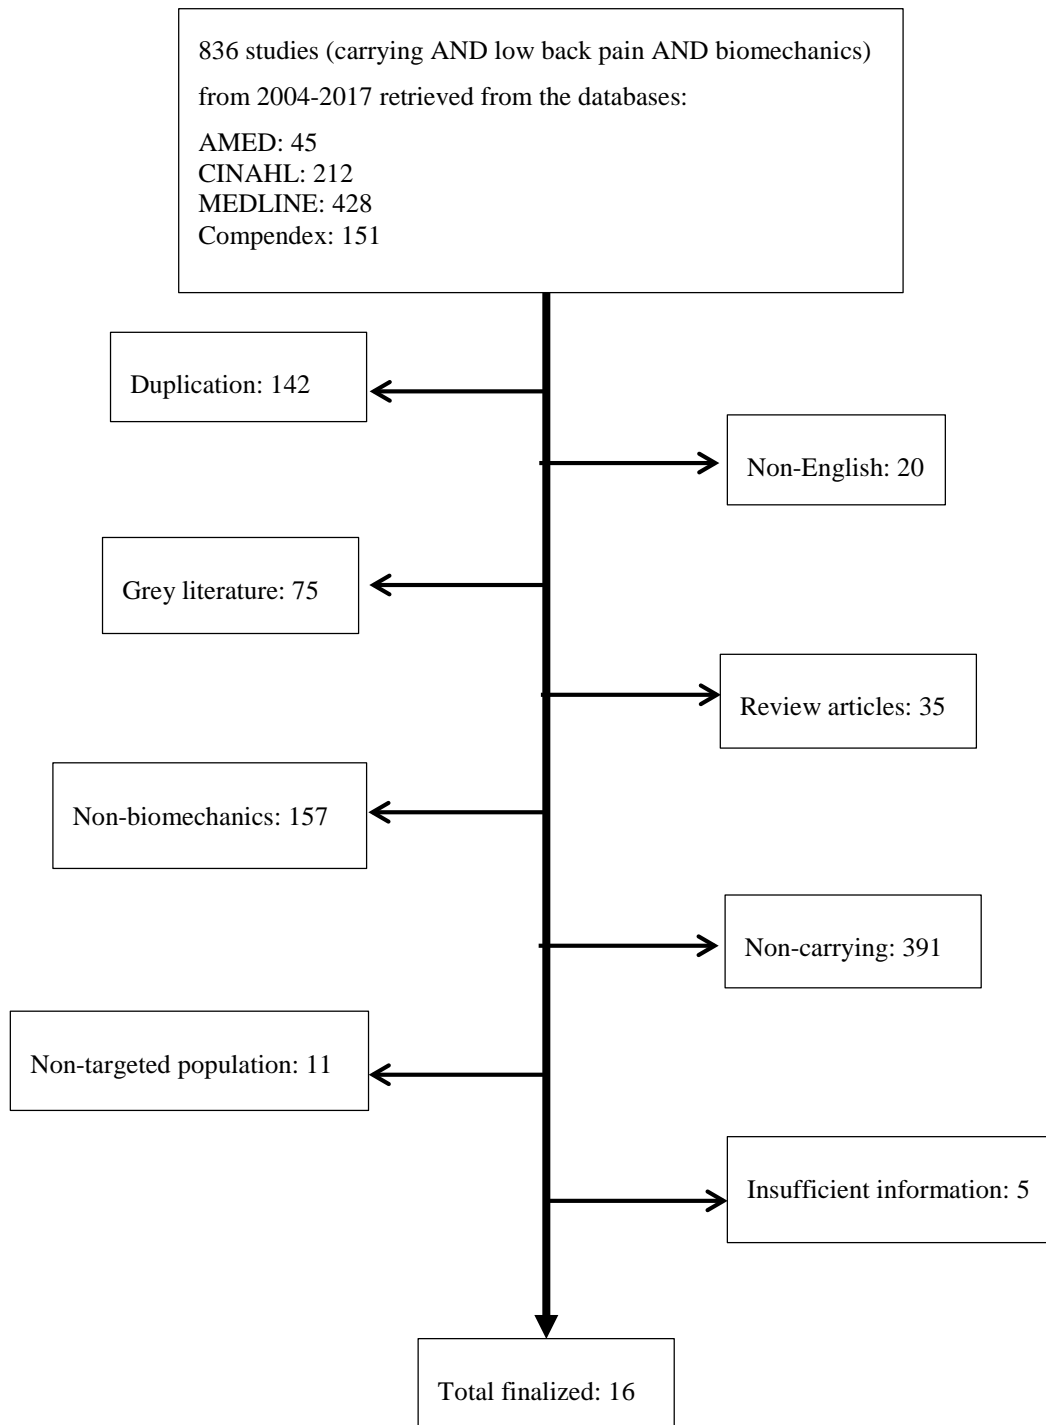 836 studies (carrying AND low back pain AND biomechanics)
from 2004-2017 retrieved from the databases:
AMED: 45
CINAHL: 212
MEDLINE: 428
Compendex: 151
Duplication: 142
Non-English: 20
Grey literature: 75
Review articles: 35
Non-biomechanics: 157
Non-carrying: 391
Non-targeted population: 11
Insufficient information: 5
Total finalized: 16